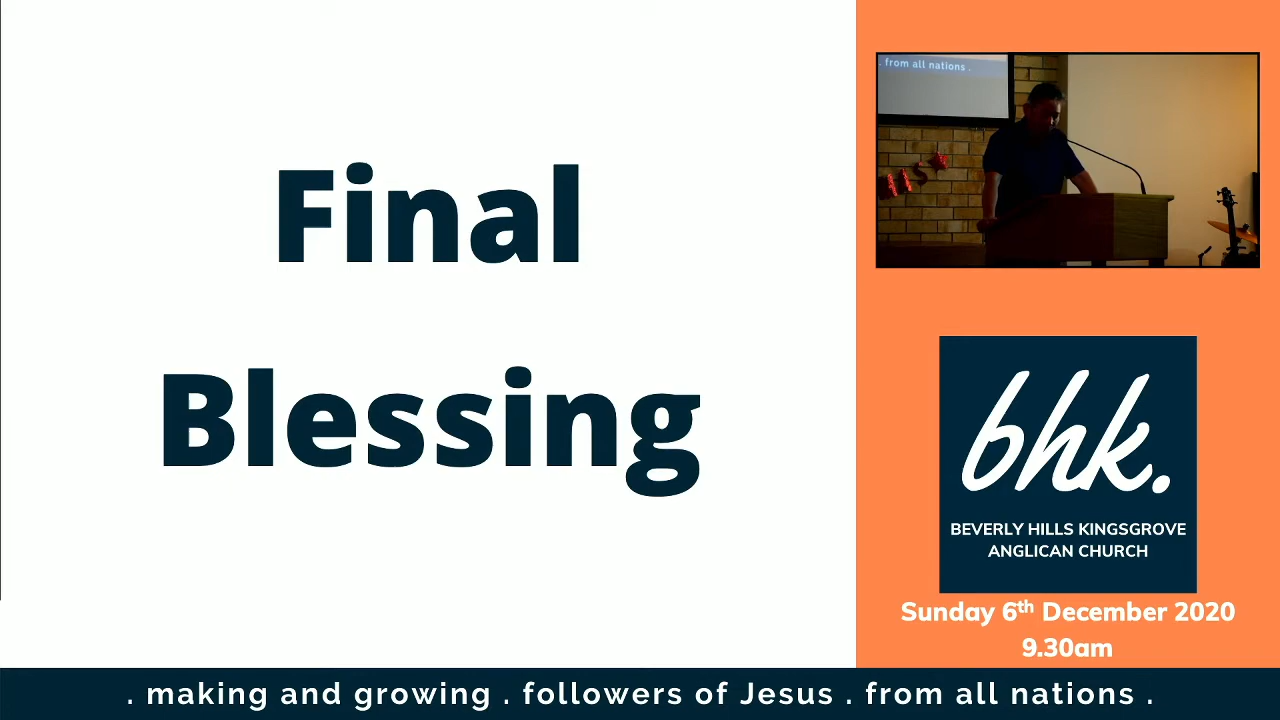 Final
Blessing
. from all nations .
bhk.
BEVERLY HILLS KINGSGROVE
ANGLICAN CHURCH
Sunday 6th December 2020
9.30am
. making and growing . followers of Jesus . from all nations .